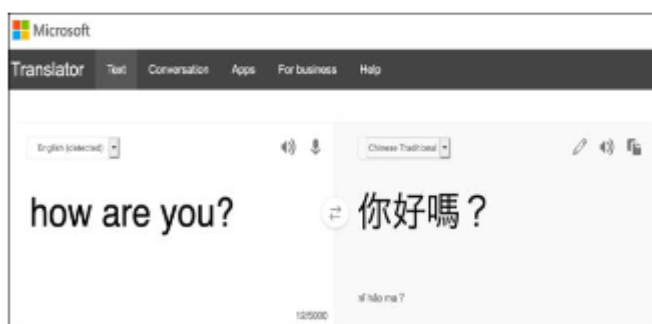 Microsoft
Translator Text Conversation Apps For business Help
English (detected) Chinese Traditional
how are you? 你好嗎？
nǐ hǎo ma ?
12/5000